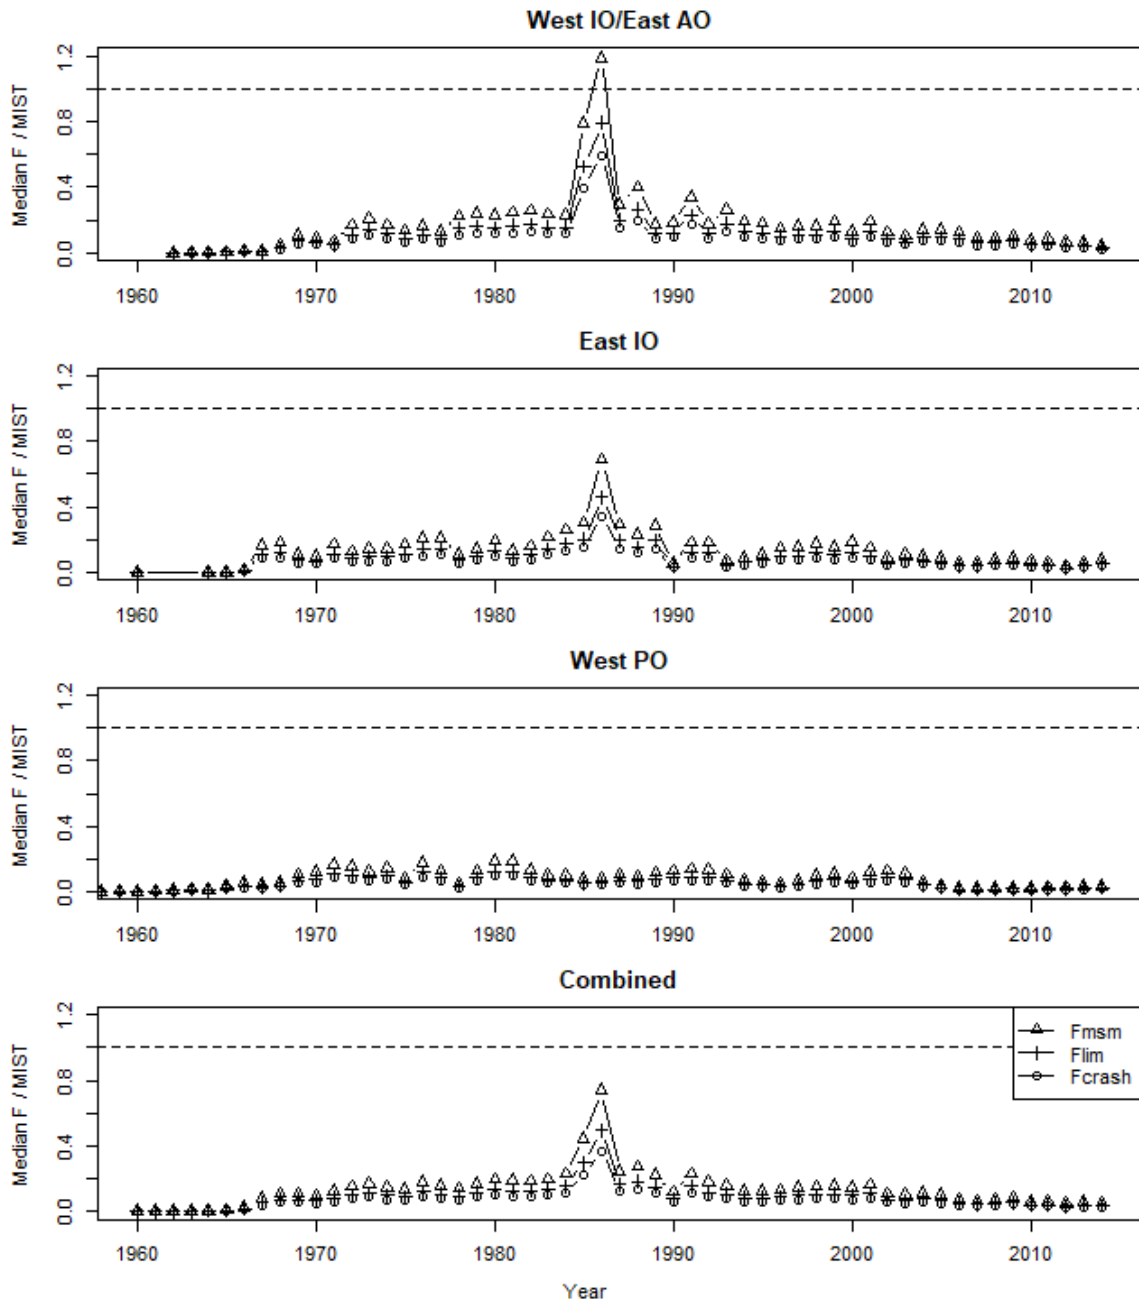 West IO/East AO
Median F / MIST
1.2
0.8
0.4
0.0
1960 1970 1980 1990 2000 2010
East IO
Median F / MIST
1.2
0.8
0.4
0.0
1960 1970 1980 1990 2000 2010
West PO
Median F / MIST
1.2
0.8
0.4
0.0
1960 1970 1980 1990 2000 2010
Combined
Median F / MIST
1.2
0.8
0.4
0.0
Fmsm
Flim
Fcrash
1960 1970 1980 1990 2000 2010
Year